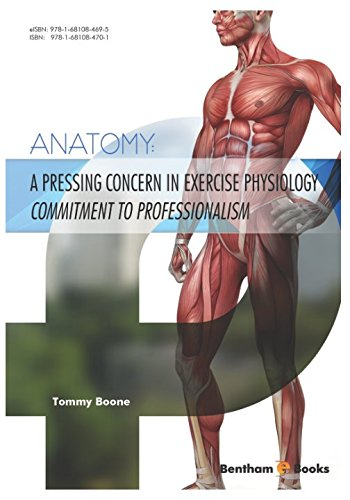 eISBN: 978-1-68108-469-5
ISBN: 978-1-68108-470-1
ANATOMY:
A PRESSING CONCERN IN EXERCISE PHYSIOLOGY
COMMITMENT TO PROFESSIONALISM
Tommy Boone
Bentham e Books